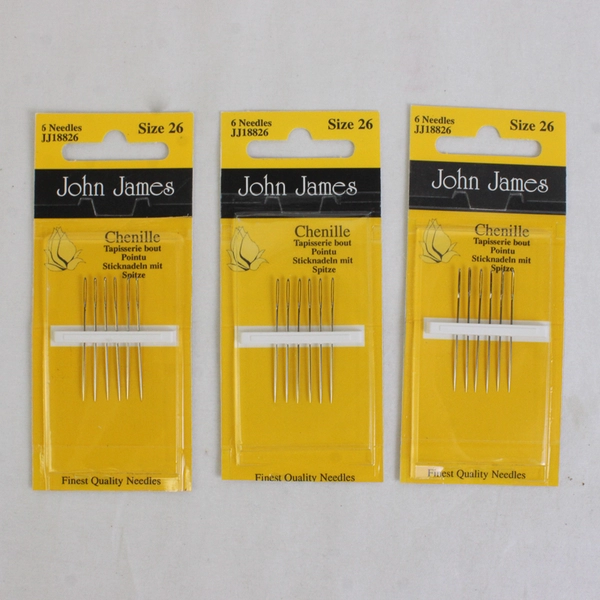 6 Needles
JJ18826
Size 26
John James
Chenille
Tapisserie bout
Pointu
Sticknadeln mit
Spitze
Finest Quality Needles
6 Needles
JJ18826
Size 26
John James
Chenille
Tapisserie bout
Pointu
Sticknadeln mit
Spitze
Finest Quality Needles
6 Needles
JJ18826
Size 26
John James
Chenille
Tapisserie bout
Pointu
Sticknadeln mit
Spitze
Finest Quality Needles